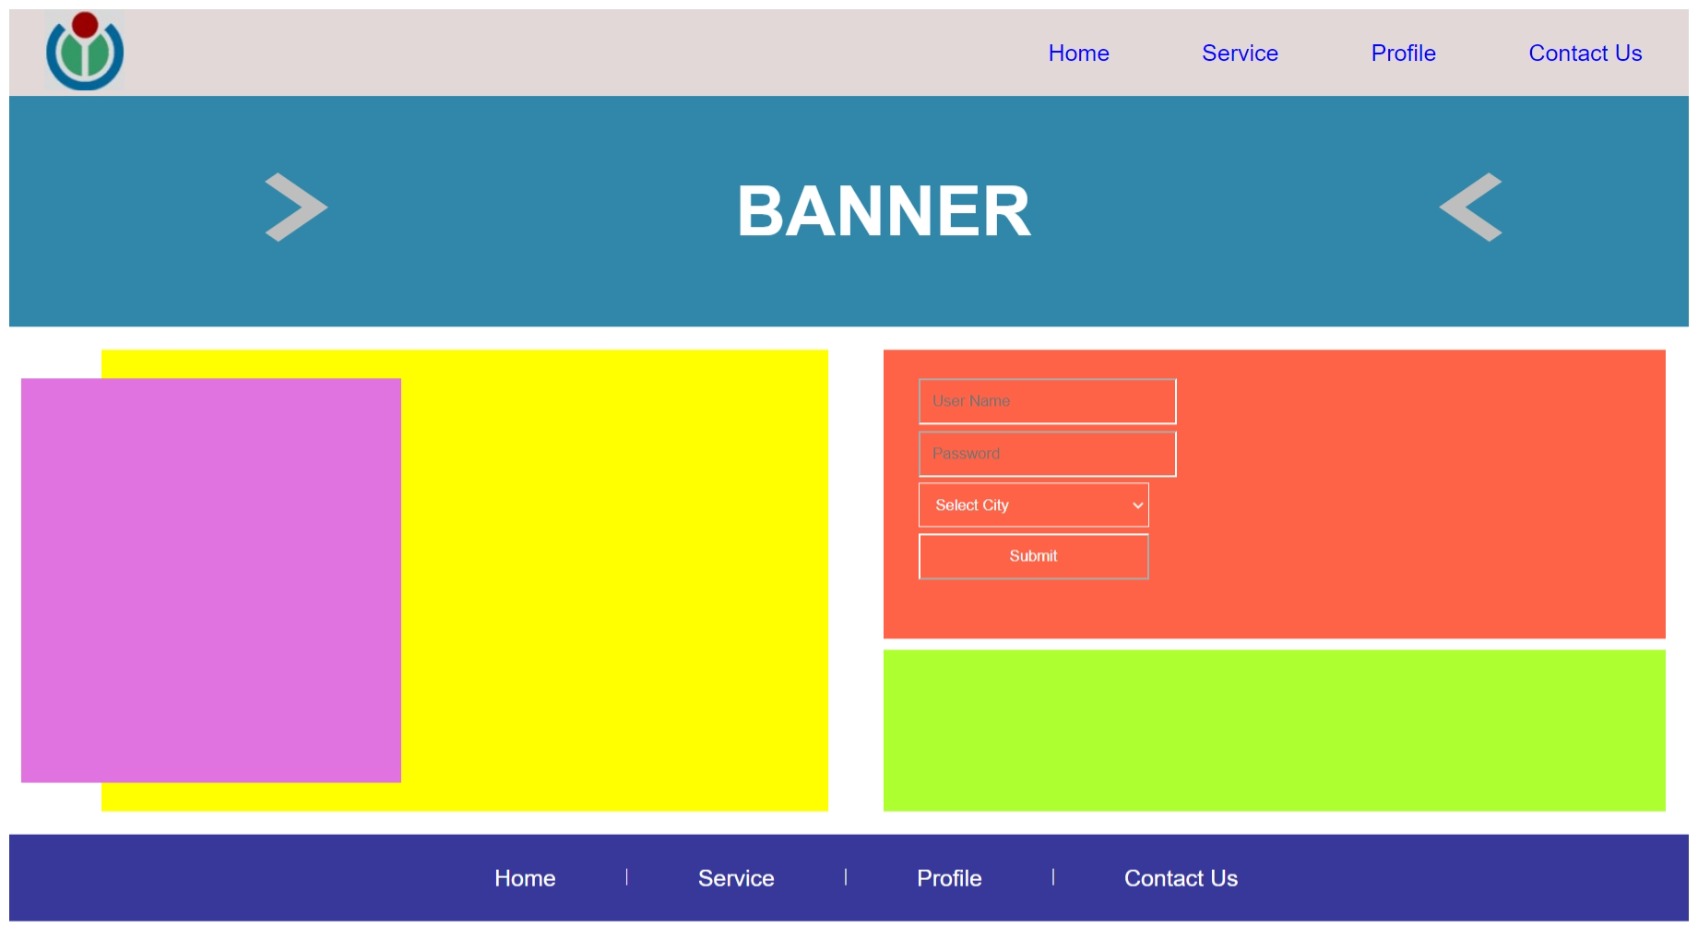 Home Service Profile Contact Us
> BANNER <
User Name
Password
Select City
Submit
Home | Service | Profile | Contact Us